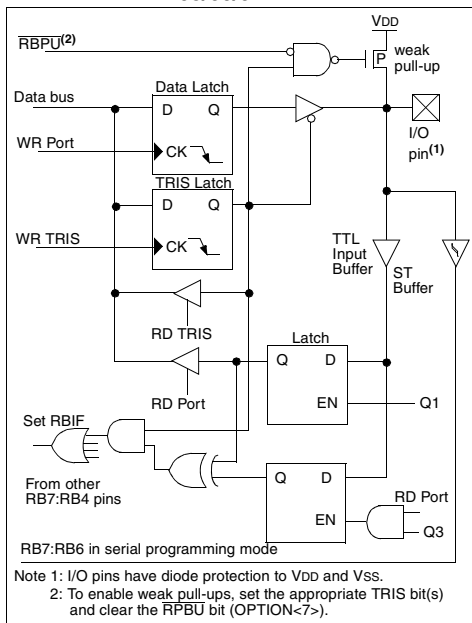 VDD
RBPU(2)
P
weak
pull-up
Data Latch
Data bus
D Q
WR Port
CK
I/O
pin(1)
TRIS Latch
D Q
WR TRIS
CK
TTL
Input
Buffer
ST
Buffer
RD TRIS
Latch
Q D
RD Port
EN
Q1
Set RBIF
From other
RB7:RB4 pins
Q D
RD Port
EN
Q3
RB7:RB6 in serial programming mode
Note 1: I/O pins have diode protection to VDD and VSS.
2: To enable weak pull-ups, set the appropriate TRIS bit(s)
and clear the RPBU bit (OPTION<7>).